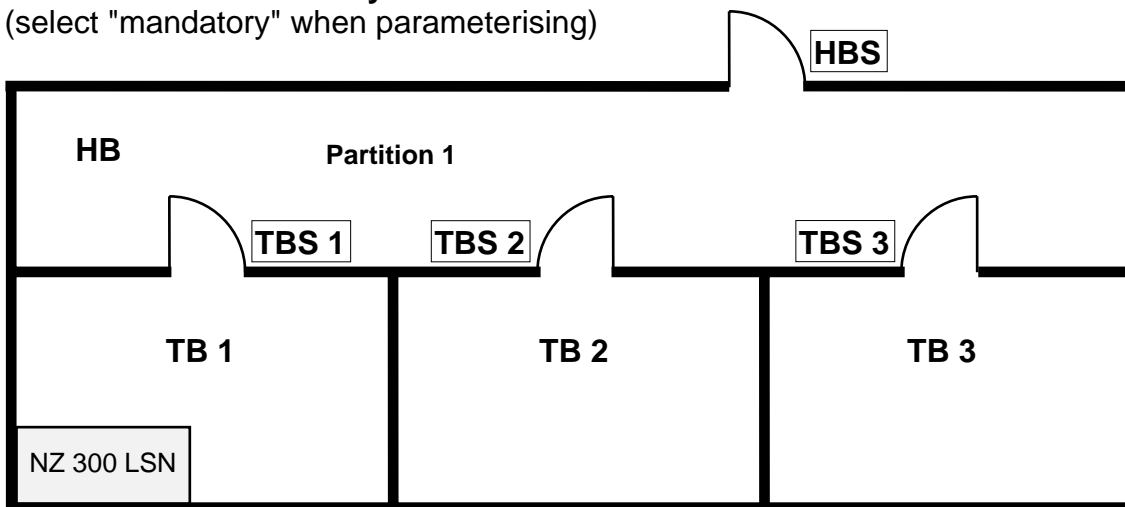 (select "mandatory" when parameterising)
HBS
HB
Partition 1
TBS 1
TBS 2
TBS 3
TB 1
TB 2
TB 3
NZ 300 LSN